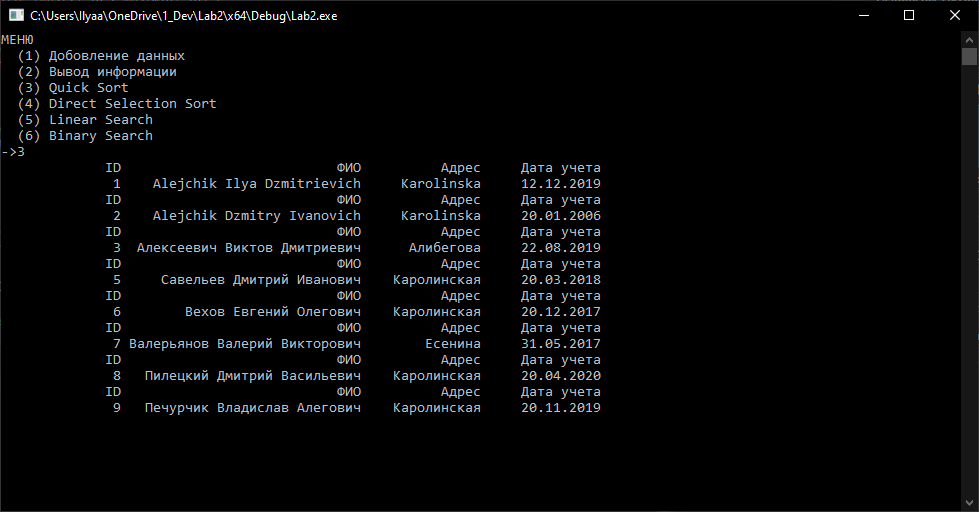 C:\Users\Ilyaa\OneDrive\1_Dev\Lab2\x64\Debug\Lab2.exe
МЕНЮ
(1) Добовление данных
(2) Вывод информации
(3) Quick Sort
(4) Direct Selection Sort
(5) Linear Search
(6) Binary Search
->3
ID ФИО Адрес Дата учета
1 Alejchik Ilya Dzmitrievich Karolinska 12.12.2019
ID ФИО Адрес Дата учета
2 Alejchik Dzmitry Ivanovich Karolinska 20.01.2006
ID ФИО Адрес Дата учета
3 Алексеевич Виктов Дмитриевич Алибегова 22.08.2019
ID ФИО Адрес Дата учета
5 Савельев Дмитрий Иванович Каролинская 20.03.2018
ID ФИО Адрес Дата учета
6 Вехов Евгений Олегович Каролинская 20.12.2017
ID ФИО Адрес Дата учета
7 Валерьянов Валерий Викторович Есенина 31.05.2017
ID ФИО Адрес Дата учета
8 Пилецкий Дмитрий Васильевич Каролинская 20.04.2020
ID ФИО Адрес Дата учета
9 Печурчик Владислав Алегович Каролинская 20.11.2019